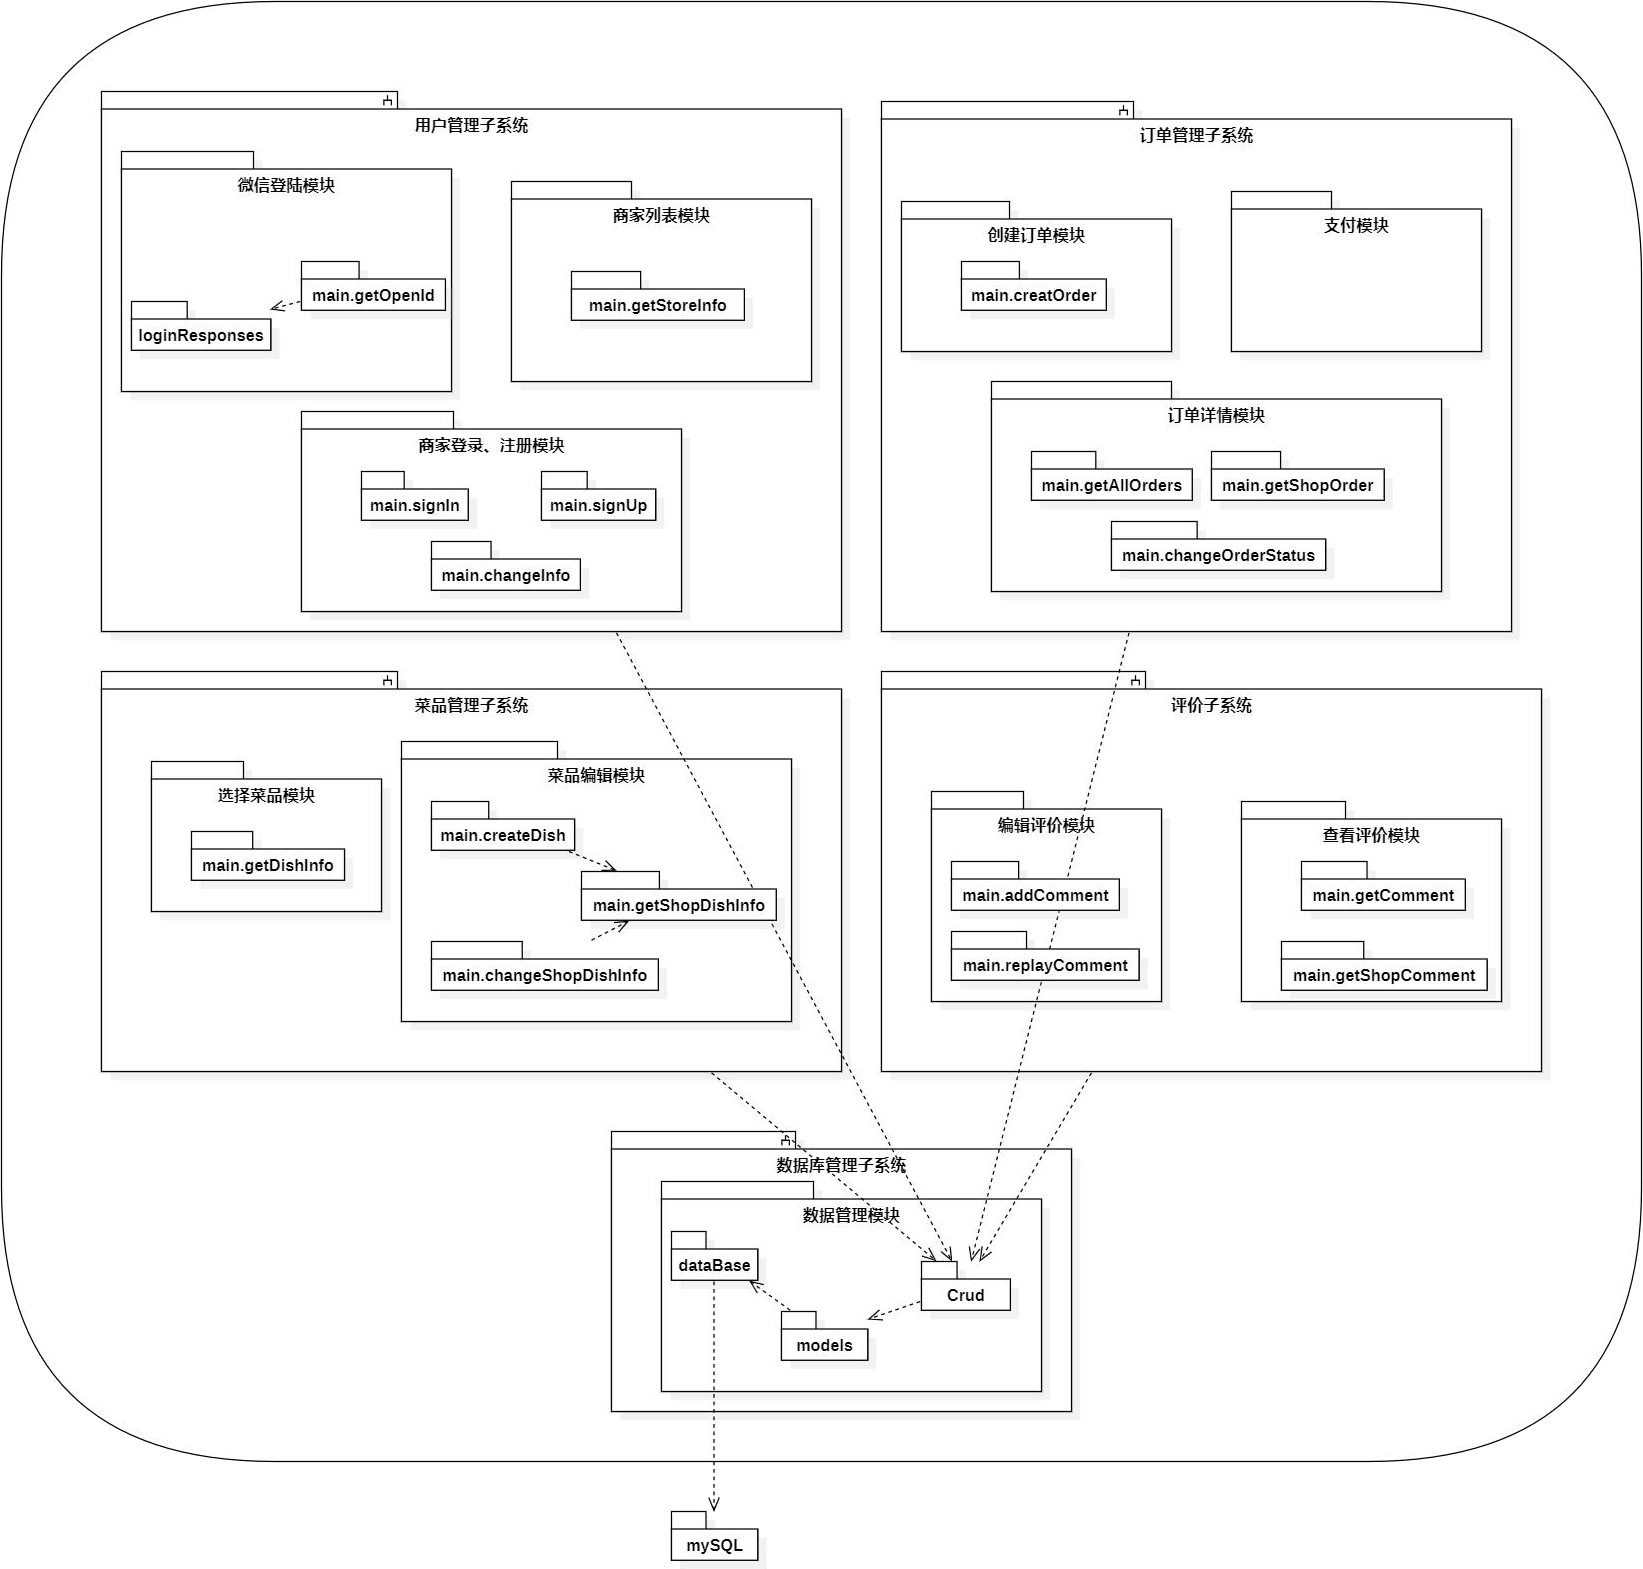 用户管理子系统
微信登陆模块
main.getOpenId
loginResponses
商家列表模块
main.getStoreInfo
商家登录、注册模块
main.signIn
main.signUp
main.changeInfo
订单管理子系统
创建订单模块
main.creatOrder
支付模块
订单详情模块
main.getAllOrders
main.getShopOrder
main.changeOrderStatus
菜品管理子系统
选择菜品模块
main.getDishInfo
菜品编辑模块
main.createDish
main.getShopDishInfo
main.changeShopDishInfo
评价子系统
编辑评价模块
main.addComment
main.replayComment
查看评价模块
main.getComment
main.getShopComment
数据库管理子系统
数据管理模块
dataBase
Crud
models
mySQL